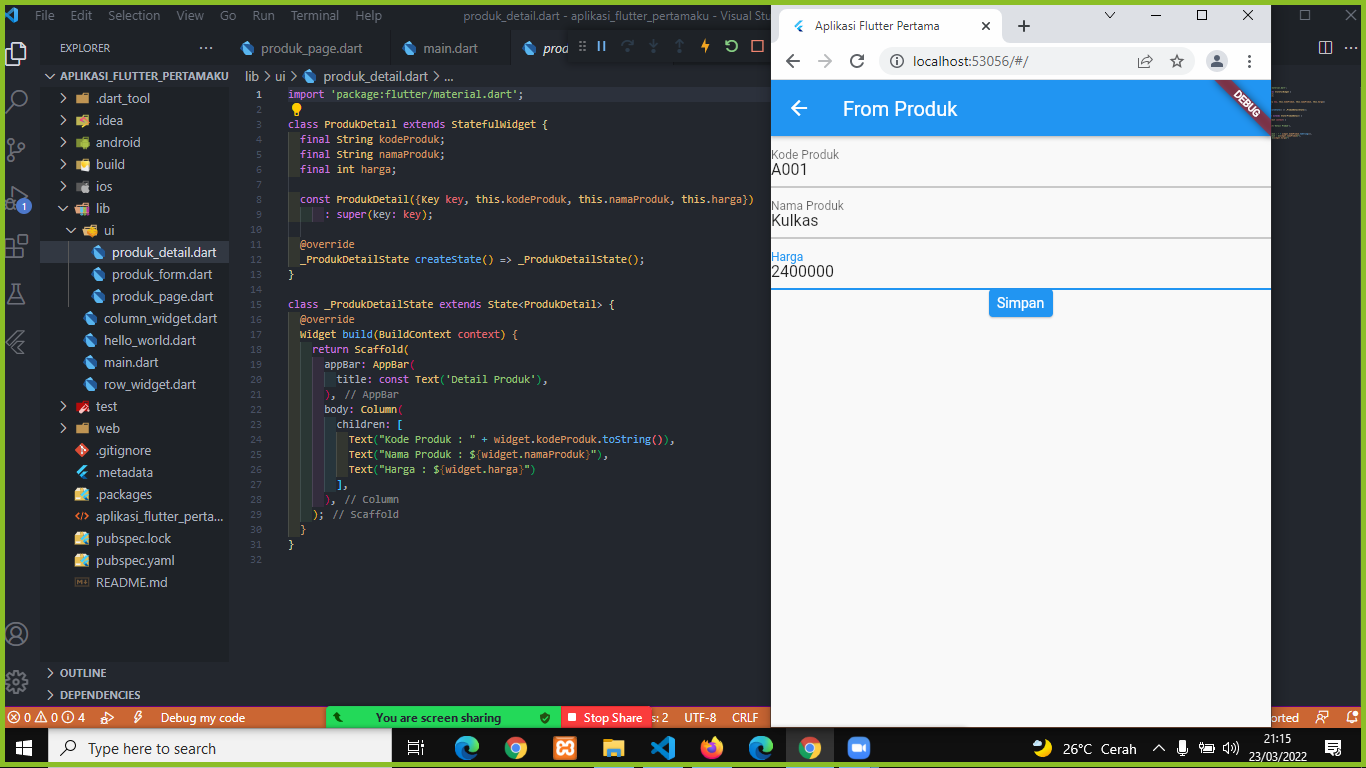 File Edit Selection View Go Run Terminal Help produk_detail.dart - aplikasi_flutter_pertamaku - Visual Stu
EXPLORER
produk_page.dart main.dart prod
APLIKASI_FLUTTER_PERTAMAKU
.dart_tool
.idea
android
build
ios
1
lib
ui
produk_detail.dart
produk_form.dart
produk_page.dart
column_widget.dart
hello_world.dart
main.dart
row_widget.dart
test
web
.gitignore
.metadata
.packages
aplikasi_flutter_perta...
pubspec.lock
pubspec.yaml
README.md
OUTLINE
DEPENDENCIES
lib > ui > produk_detail.dart > ...
1 import 'package:flutter/material.dart';
2
3 class ProdukDetail extends StatefulWidget {
4 final String kodeProduk;
5 final String namaProduk;
6 final int harga;
7
8 const ProdukDetail({Key key, this.kodeProduk, this.namaProduk, this.harga})
9 : super(key: key);
10
11 @override
12 _ProdukDetailState createState() => _ProdukDetailState();
13 }
14
15 class _ProdukDetailState extends State<ProdukDetail> {
16 @override
17 Widget build(BuildContext context) {
18 return Scaffold(
19 appBar: AppBar(
20 title: const Text('Detail Produk'),
21 ), // AppBar
22 body: Column(
23 children: [
24 Text("Kode Produk : " + widget.kodeProduk.toString()),
25 Text("Nama Produk : ${widget.namaProduk}"),
26 Text("Harga : ${widget.harga}")
27 ],
28 ), // Column
29 ); // Scaffold
30 }
31 }
32
Aplikasi Flutter Pertama
localhost:53056/#/
From Produk
DEBUG
Kode Produk
A001
Nama Produk
Kulkas
Harga
2400000
Simpan
0 0 4 Debug my code You are screen sharing Stop Share s: 2 UTF-8 CRLF orted
Type here to search
26°C Cerah
21:15
23/03/2022